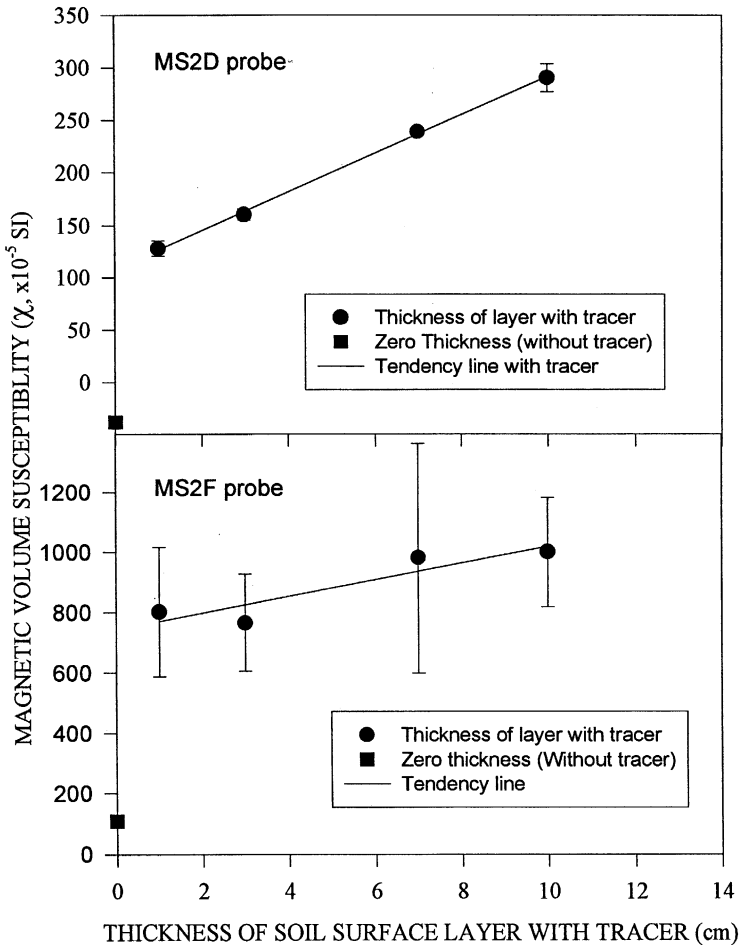 350
MS2D probe
300
250
200
150
100
50
0
Thickness of layer with tracer
Zero Thickness (without tracer)
Tendency line with tracer
MAGNETIC VOLUME SUSCEPTIBLITY (χ, x10⁻⁵ SI)
MS2F probe
1200
1000
800
600
400
200
0
Thickness of layer with tracer
Zero thickness (Without tracer)
Tendency line
0 2 4 6 8 10 12 14
THICKNESS OF SOIL SURFACE LAYER WITH TRACER (cm)